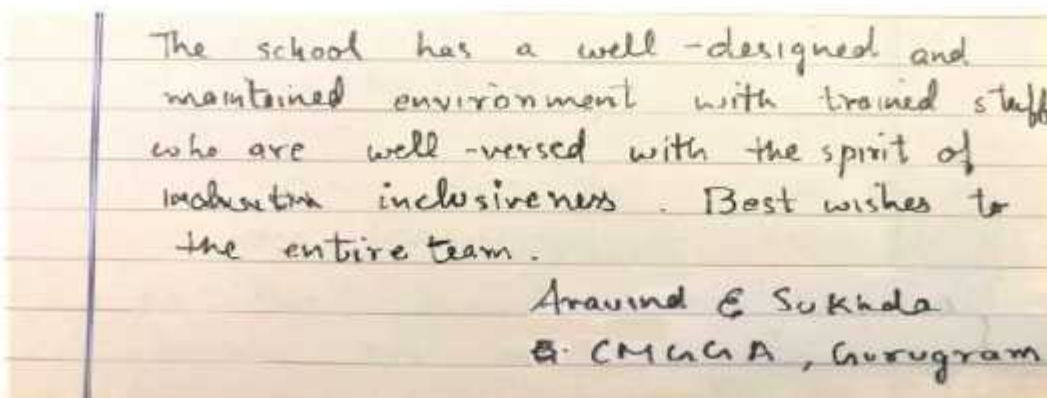 The school has a well-designed and
maintained environment with trained staff
who are well-versed with the spirit of
inclusiveness. Best wishes to
the entire team.
Aravind & Sukhda
CMGGA, Gurugram